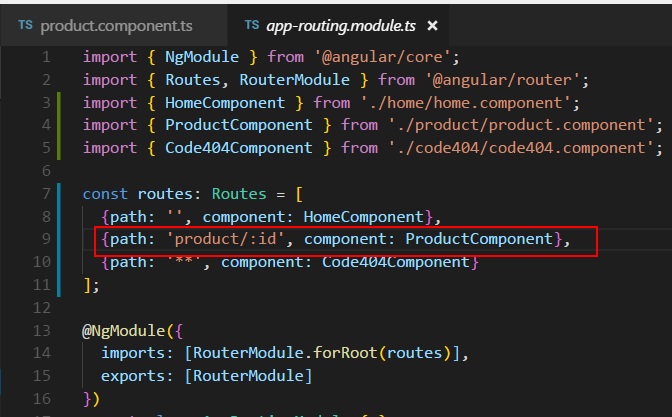 TS product.component.ts TS app-routing.module.ts ×
1 import { NgModule } from '@angular/core';
2 import { Routes, RouterModule } from '@angular/router';
3 import { HomeComponent } from './home/home.component';
4 import { ProductComponent } from './product/product.component';
5 import { Code404Component } from './code404/code404.component';
6
7 const routes: Routes = [
8 {path: '', component: HomeComponent},
9 {path: 'product/:id', component: ProductComponent},
10 {path: '**', component: Code404Component}
11 ];
12
13 @NgModule({
14 imports: [RouterModule.forRoot(routes)],
15 exports: [RouterModule]
16 })